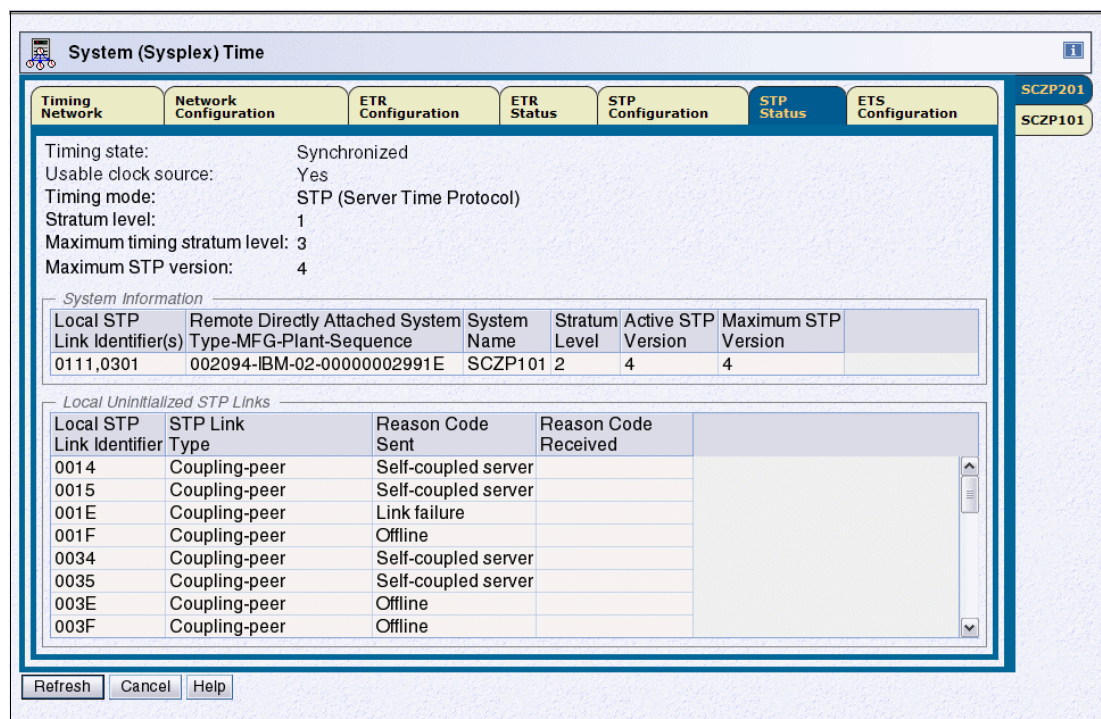 System (Sysplex) Time
i
SCZP201
SCZP101
Timing Network
Network Configuration
ETR Configuration
ETR Status
STP Configuration
STP Status
ETS Configuration
Timing state: Synchronized
Usable clock source: Yes
Timing mode: STP (Server Time Protocol)
Stratum level: 1
Maximum timing stratum level: 3
Maximum STP version: 4
System Information
Local STP Link Identifier(s) Remote Directly Attached System Type-MFG-Plant-Sequence System Name Stratum Level Active STP Version Maximum STP Version
0111,0301 002094-IBM-02-00000002991E SCZP101 2 4 4
Local Uninitialized STP Links
Local STP Link Identifier STP Link Type Reason Code Sent Reason Code Received
0014 Coupling-peer Self-coupled server
0015 Coupling-peer Self-coupled server
001E Coupling-peer Link failure
001F Coupling-peer Offline
0034 Coupling-peer Self-coupled server
0035 Coupling-peer Self-coupled server
003E Coupling-peer Offline
003F Coupling-peer Offline
Refresh Cancel Help